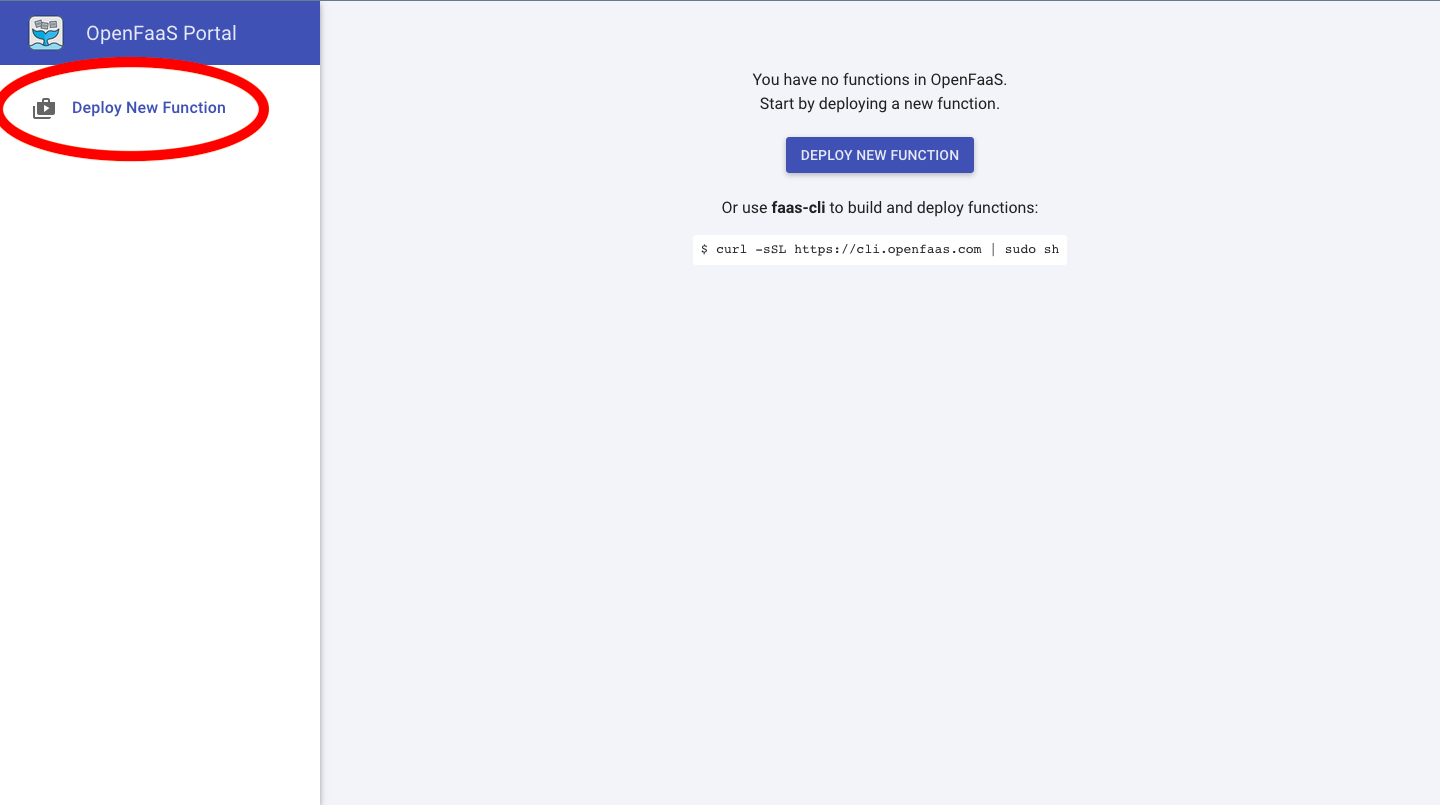 OpenFaaS Portal
Deploy New Function
You have no functions in OpenFaaS.
Start by deploying a new function.
DEPLOY NEW FUNCTION
Or use faas-cli to build and deploy functions:
$ curl -sSL https://cli.openfaas.com | sudo sh